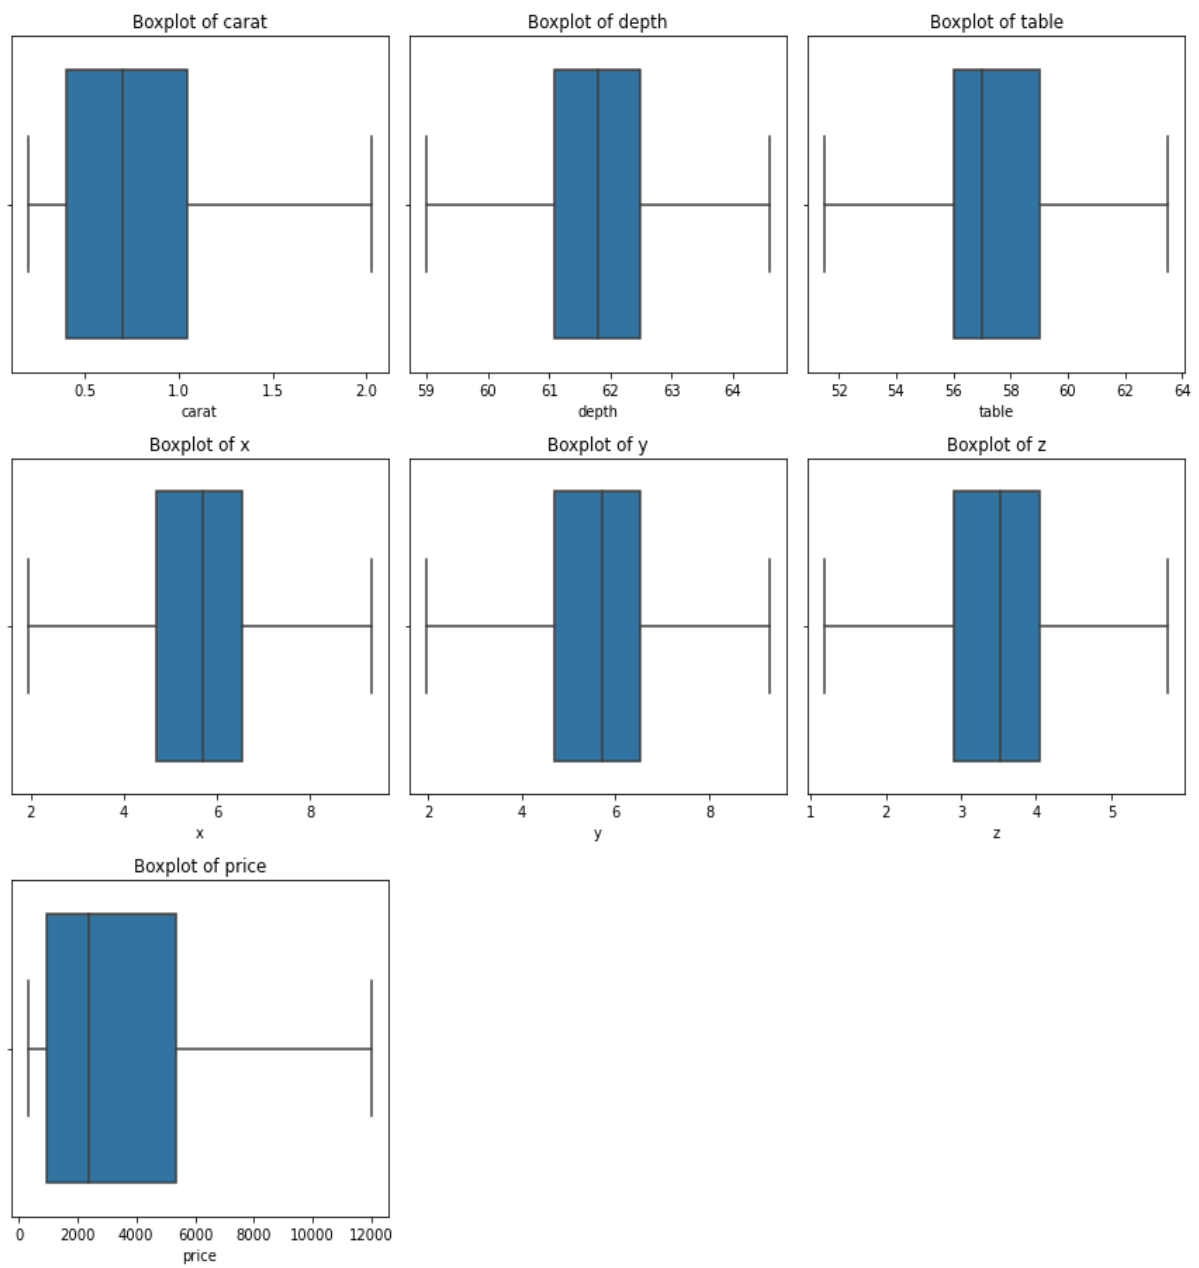 Boxplot of carat
Boxplot of depth
Boxplot of table
0.5 1.0 1.5 2.0
59 60 61 62 63 64
52 54 56 58 60 62 64
carat
depth
table
Boxplot of x
Boxplot of y
Boxplot of z
2 4 6 8
2 4 6 8
1 2 3 4 5
x
y
z
Boxplot of price
0 2000 4000 6000 8000 10000 12000
price